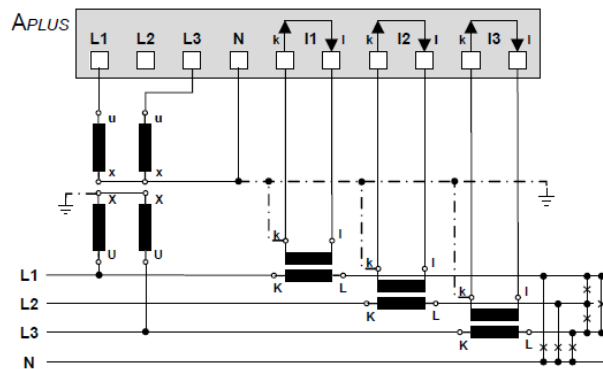 APLUS
L1 L2 L3 N k I1 l k I2 l k I3 l
u u
x x
X X
k l
U U
k l
L1 K L
k l
L2 K L
L3 K L
N